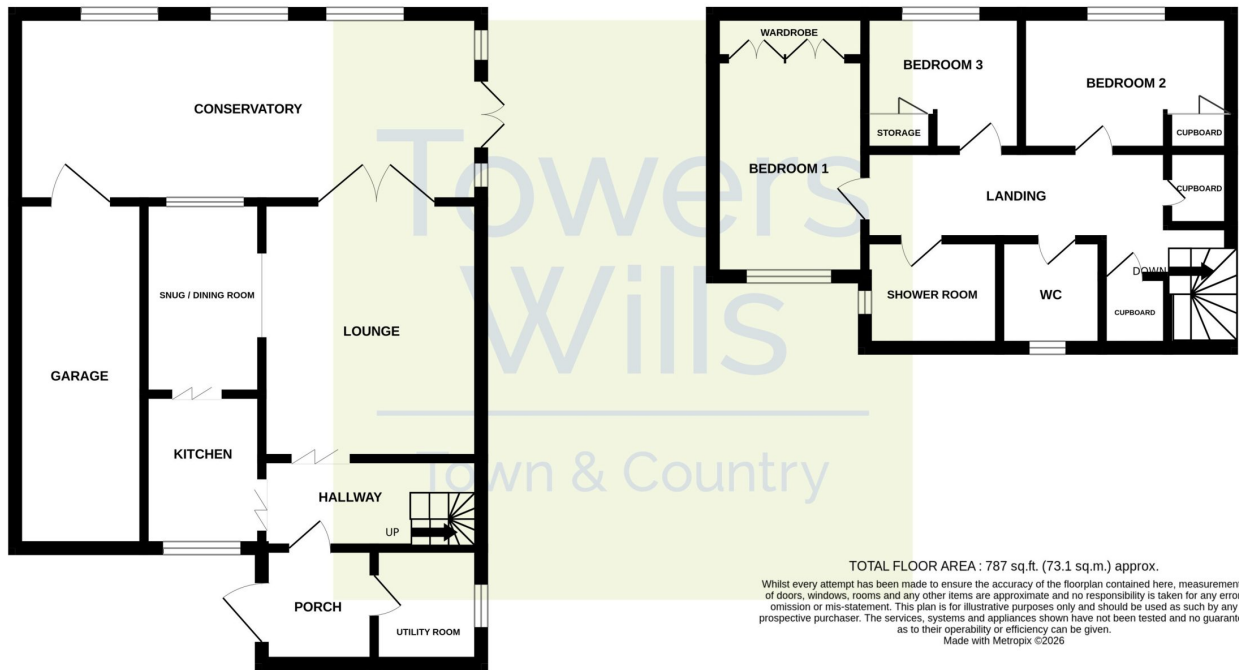 CONSERVATORY
SNUG / DINING ROOM
LOUNGE
GARAGE
KITCHEN
HALLWAY
UP
PORCH
UTILITY ROOM
WARDROBE
BEDROOM 3
BEDROOM 2
STORAGE
CUPBOARD
BEDROOM 1
CUPBOARD
LANDING
DOWN
SHOWER ROOM
WC
CUPBOARD
Towers
Wills
Town & Country
TOTAL FLOOR AREA : 787 sq.ft. (73.1 sq.m.) approx.
Whilst every attempt has been made to ensure the accuracy of the floorplan contained here, measurement
of doors, windows, rooms and any other items are approximate and no responsibility is taken for any error
omission or mis-statement. This plan is for illustrative purposes only and should be used as such by any
prospective purchaser. The services, systems and appliances shown have not been tested and no guarant
as to their operability or efficiency can be given.
Made with Metropix ©2026